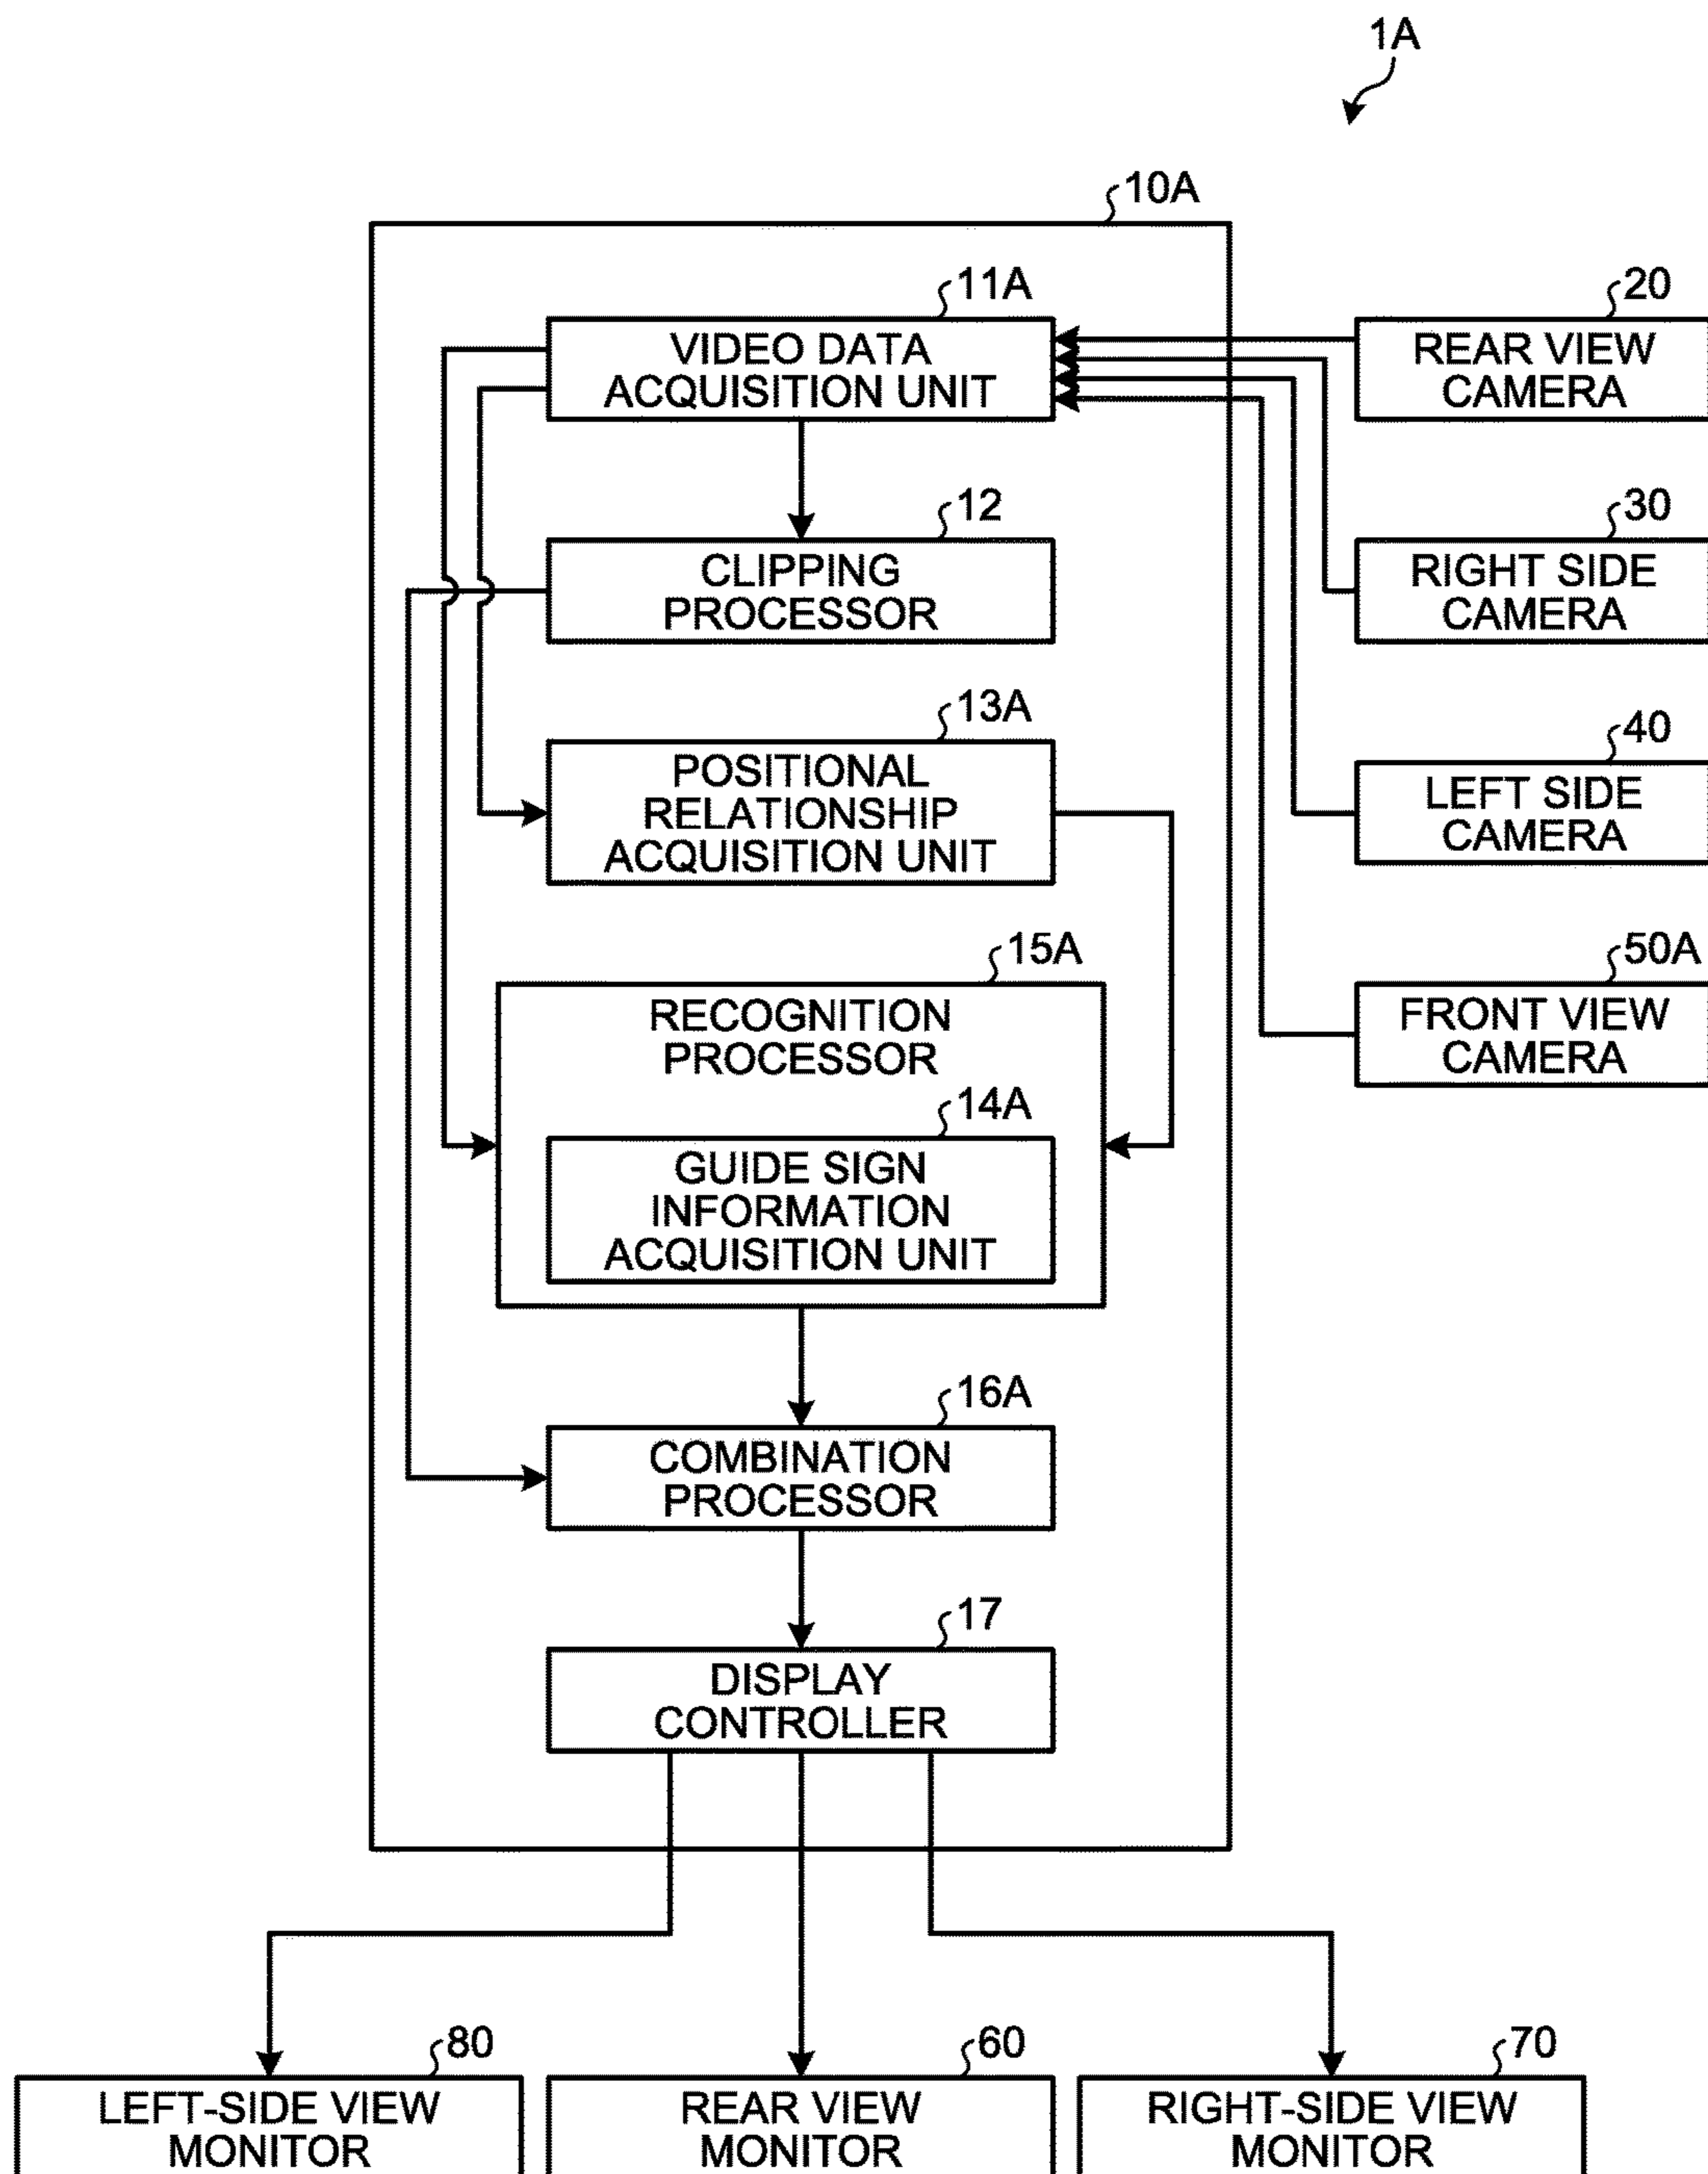 1A
10A
11A
VIDEO DATA
ACQUISITION UNIT
20
REAR VIEW
CAMERA
12
CLIPPING
PROCESSOR
30
RIGHT SIDE
CAMERA
13A
POSITIONAL
RELATIONSHIP
ACQUISITION UNIT
40
LEFT SIDE
CAMERA
15A
RECOGNITION
PROCESSOR
50A
FRONT VIEW
CAMERA
14A
GUIDE SIGN
INFORMATION
ACQUISITION UNIT
16A
COMBINATION
PROCESSOR
17
DISPLAY
CONTROLLER
80
LEFT-SIDE VIEW
MONITOR
60
REAR VIEW
MONITOR
70
RIGHT-SIDE VIEW
MONITOR